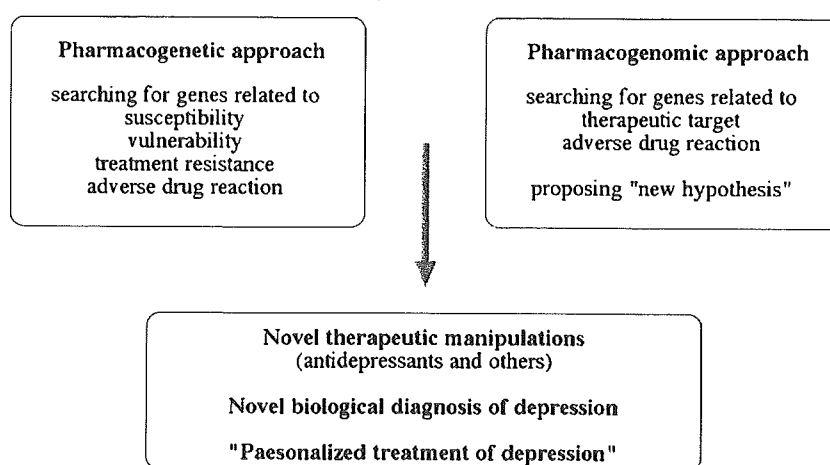 Pharmacogenetic approach
searching for genes related to
susceptibility
vulnerability
treatment resistance
adverse drug reaction
Pharmacogenomic approach
searching for genes related to
therapeutic target
adverse drug reaction
proposing "new hypothesis"
Novel therapeutic manipulations
(antidepressants and others)
Novel biological diagnosis of depression
"Paesonalized treatment of depression"